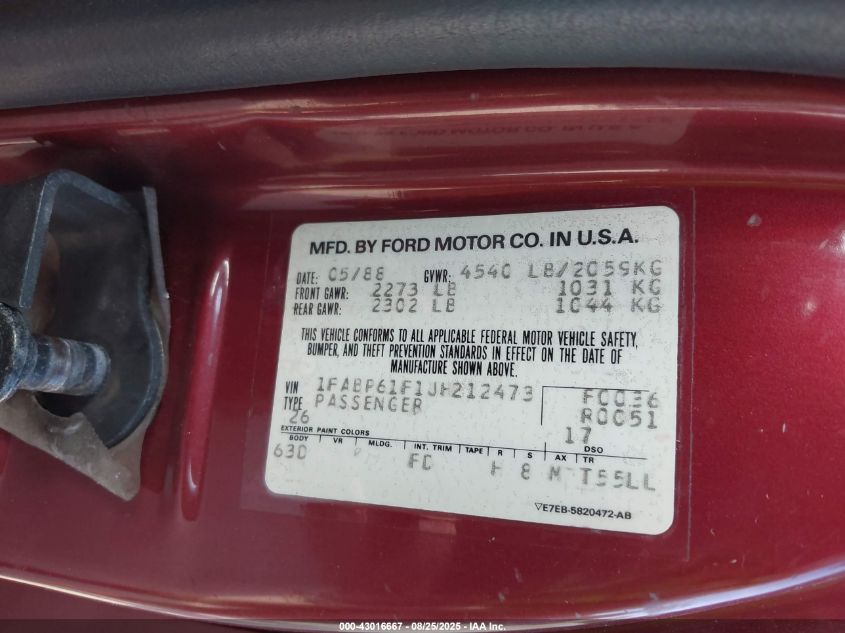 MFD. BY FORD MOTOR CO. IN U.S.A.
DATE: 05/88 GVWR: 4540 LB/2059KG
FRONT GAWR: 2273 LB 1031 KG
REAR GAWR: 2302 LB 1044 KG
THIS VEHICLE CONFORMS TO ALL APPLICABLE FEDERAL MOTOR VEHICLE SAFETY,
BUMPER, AND THEFT PREVENTION STANDARDS IN EFFECT ON THE DATE OF
MANUFACTURE SHOWN ABOVE.
VIN 1FABP61F1JH212473 F0036
TYPE PASSENGER R0051
26 17
EXTERIOR PAINT COLORS DSO
BODY VR MLDG. INT. TRIM TAPE R S AX TR
63D FD H 8 M T55LL
E7EB-5820472-AB
000-43016667 - 08/25/2025 - IAAI.COM